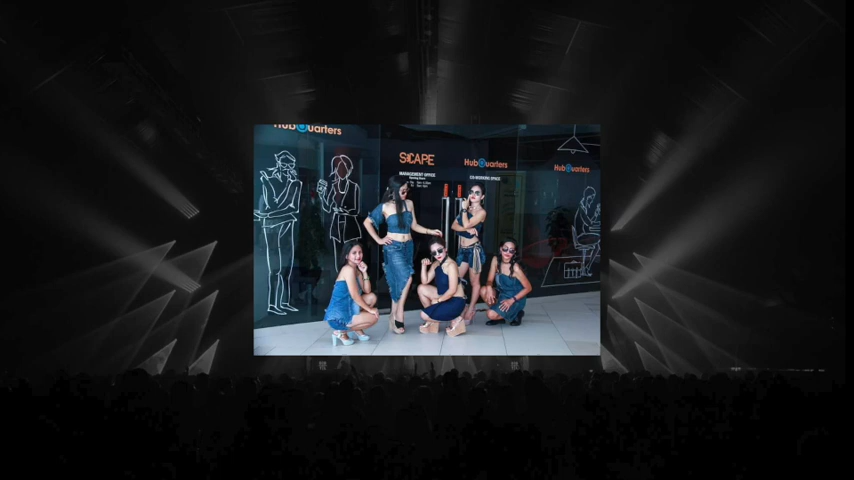 HubQuarters
SCAPE
MANAGEMENT OFFICE
HubQuarters
CO-WORKING SPACE
HubQuarters